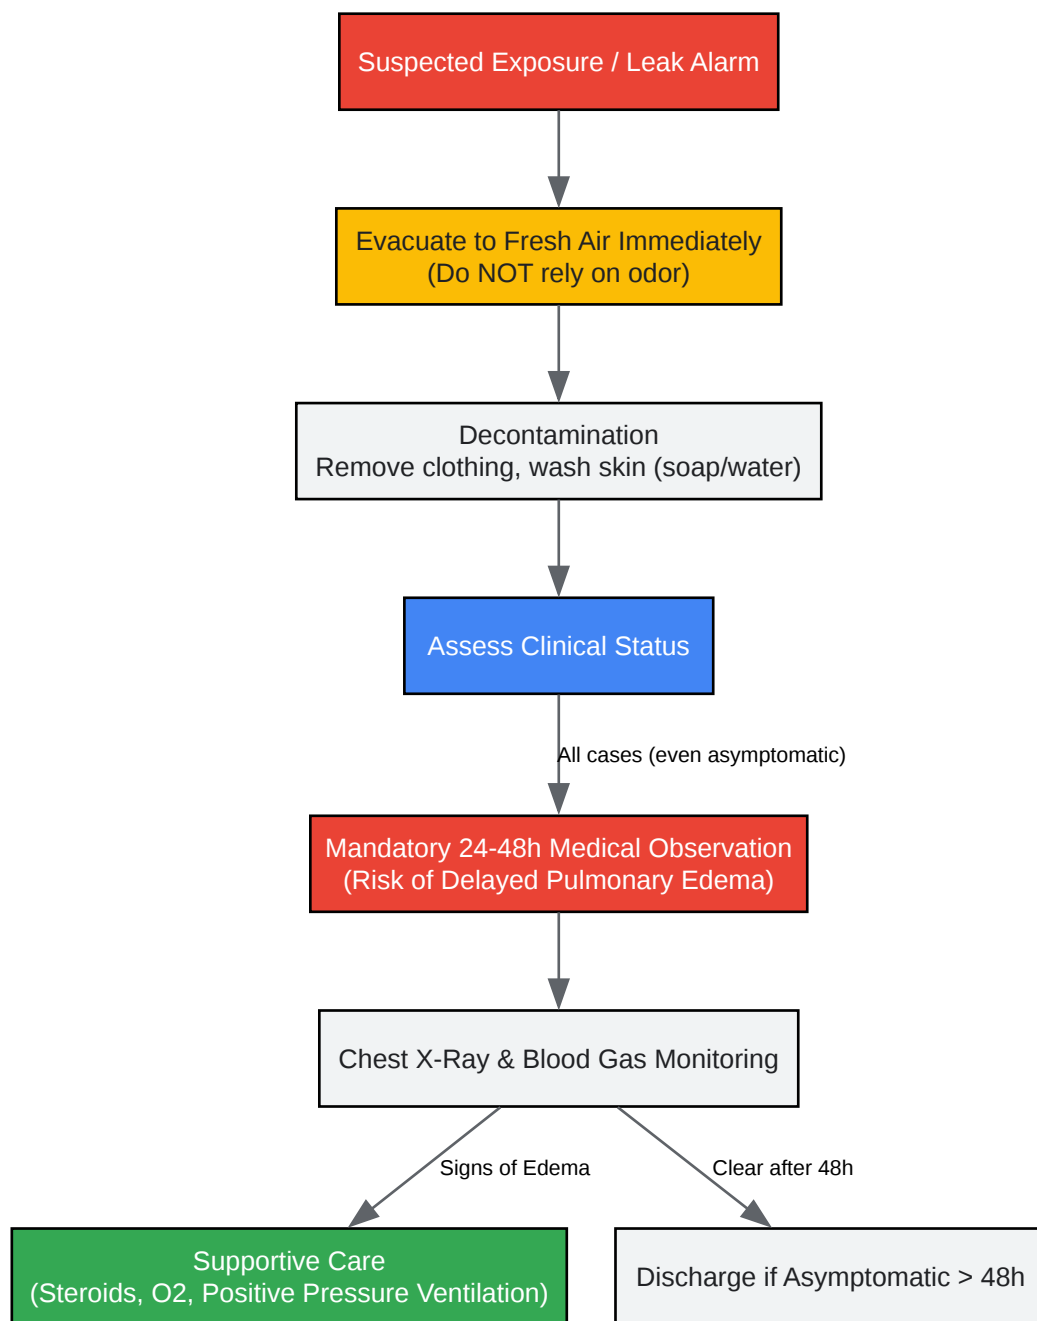 Suspected Exposure / Leak Alarm
Evacuate to Fresh Air Immediately
(Do NOT rely on odor)
Decontamination
Remove clothing, wash skin (soap/water)
Assess Clinical Status
All cases (even asymptomatic)
Mandatory 24-48h Medical Observation
(Risk of Delayed Pulmonary Edema)
Chest X-Ray & Blood Gas Monitoring
Signs of Edema
Clear after 48h
Supportive Care
(Steroids, O2, Positive Pressure Ventilation)
Discharge if Asymptomatic > 48h